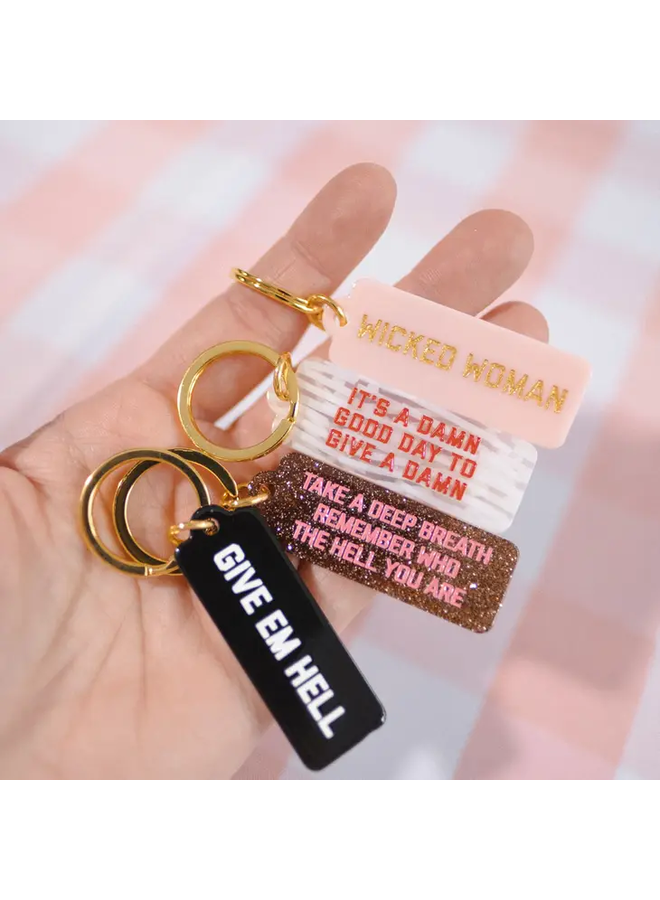 WICKED WOMAN
IT'S A DAMN
GOOD DAY TO
GIVE A DAMN
TAKE A DEEP BREATH
REMEMBER WHO
THE HELL YOU ARE
GIVE EM HELL